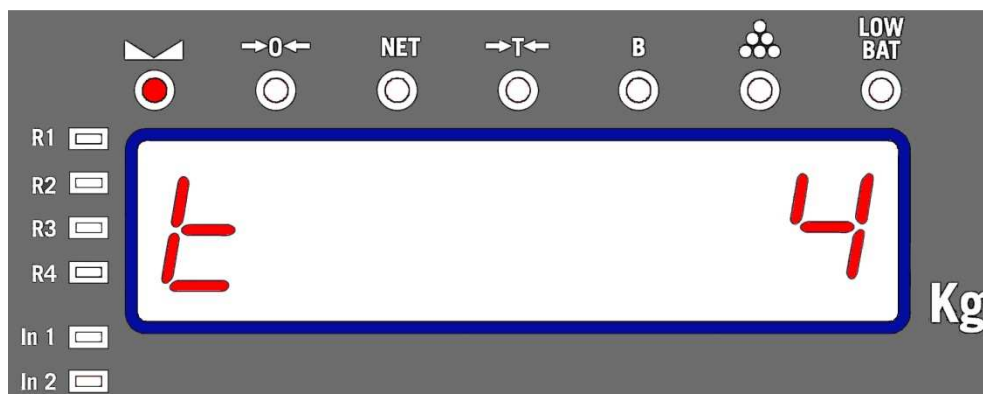 →0← NET →T← B LOW BAT
R1
R2
R3
R4
t 4
Kg
In 1
In 2